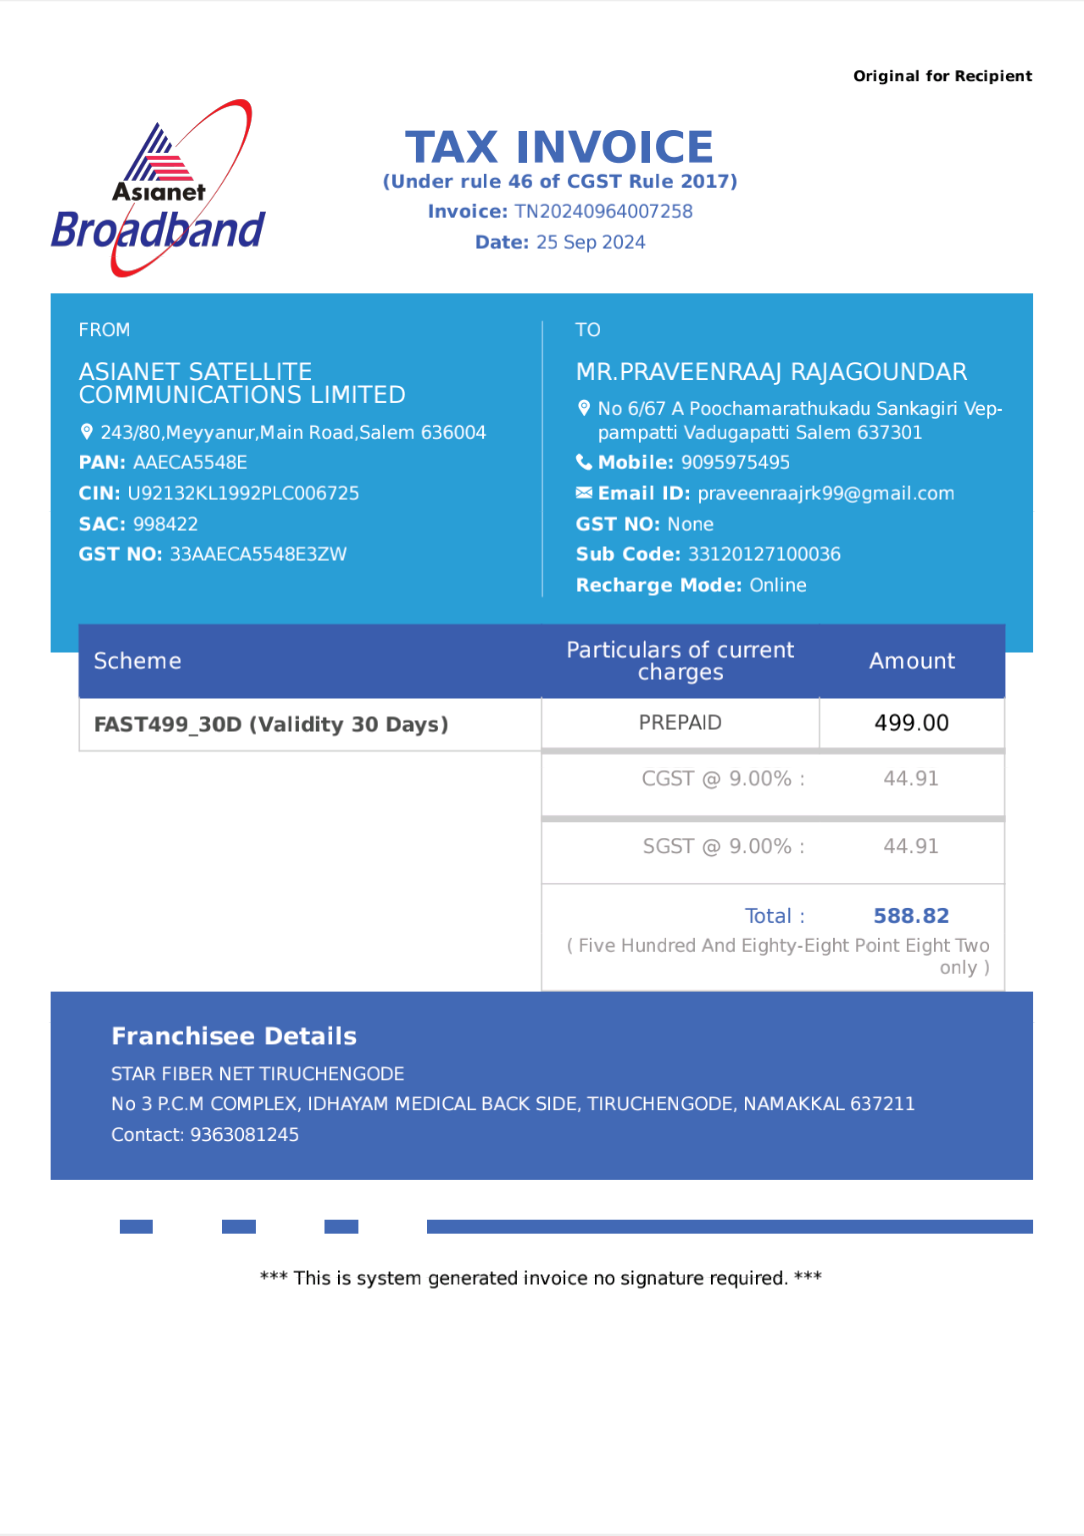 Original for Recipient
Asianet
Broadband
TAX INVOICE
(Under rule 46 of CGST Rule 2017)
Invoice: TN20240964007258
Date: 25 Sep 2024
FROM
ASIANET SATELLITE
COMMUNICATIONS LIMITED
243/80,Meyyanur,Main Road,Salem 636004
PAN: AAECA5548E
CIN: U92132KL1992PLC006725
SAC: 998422
GST NO: 33AAECA5548E3ZW
TO
MR.PRAVEENRAAJ RAJAGOUNDAR
No 6/67 A Poochamarathukadu Sankagiri Vep-
pampatti Vadugapatti Salem 637301
Mobile: 9095975495
Email ID: praveenraajrk99@gmail.com
GST NO: None
Sub Code: 33120127100036
Recharge Mode: Online
Scheme
Particulars of current
charges
Amount
FAST499_30D (Validity 30 Days)
PREPAID
499.00
CGST @ 9.00% :
44.91
SGST @ 9.00% :
44.91
Total :
588.82
( Five Hundred And Eighty-Eight Point Eight Two
only )
Franchisee Details
STAR FIBER NET TIRUCHENGODE
No 3 P.C.M COMPLEX, IDHAYAM MEDICAL BACK SIDE, TIRUCHENGODE, NAMAKKAL 637211
Contact: 9363081245
*** This is system generated invoice no signature required. ***